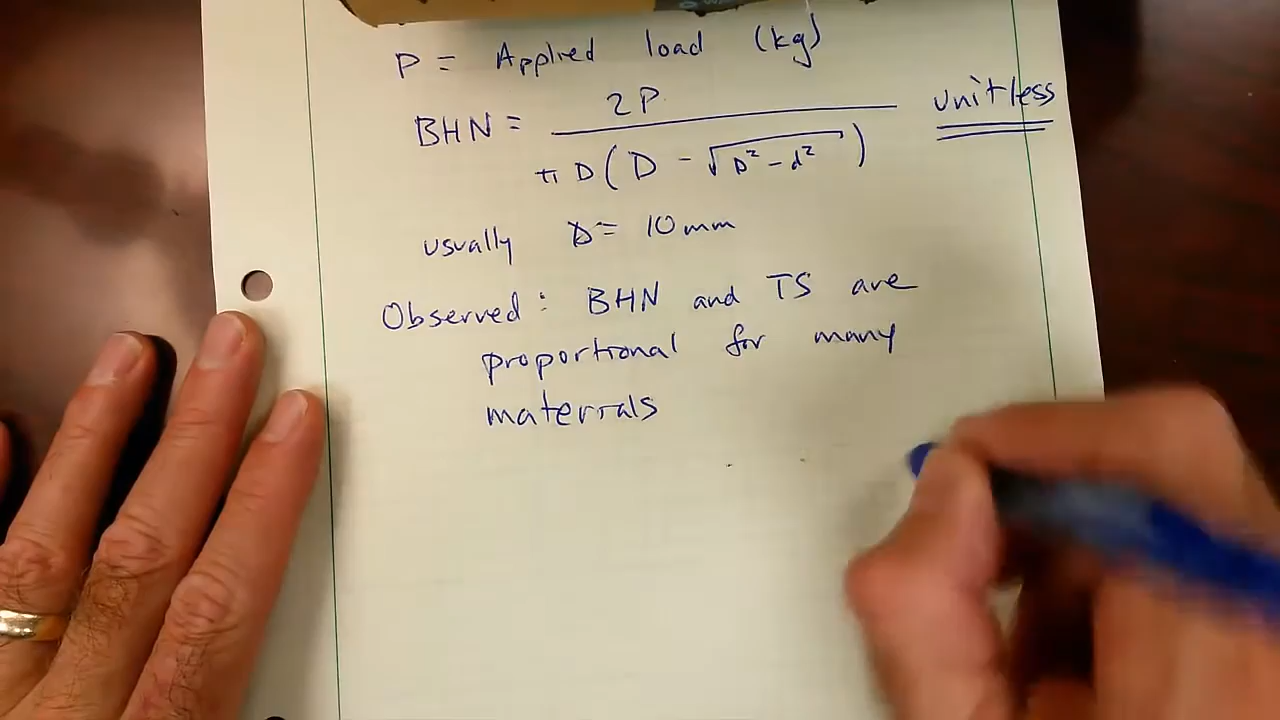 P = Applied load (kg)
BHN = 2P / π D ( D - √D² - d² ) unitless
usually D = 10 mm
Observed : BHN and TS are
proportional for many
materials